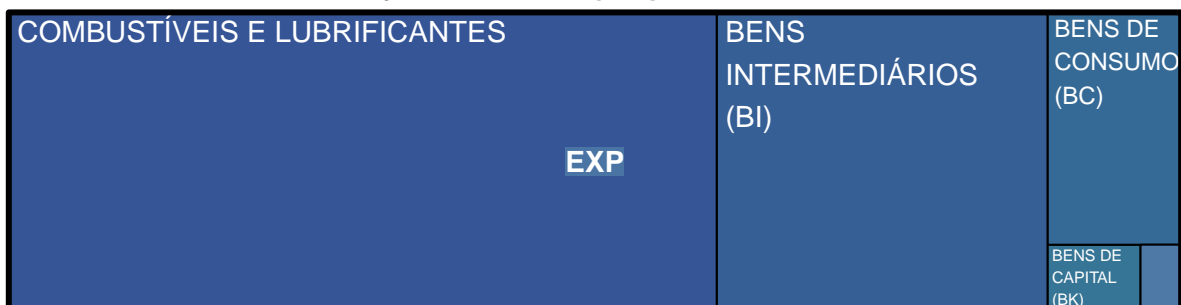 COMBUSTÍVEIS E LUBRIFICANTES
BENS
INTERMEDIÁRIOS
(BI)
BENS DE
CONSUMO
(BC)
EXP
BENS DE
CAPITAL
(BK)